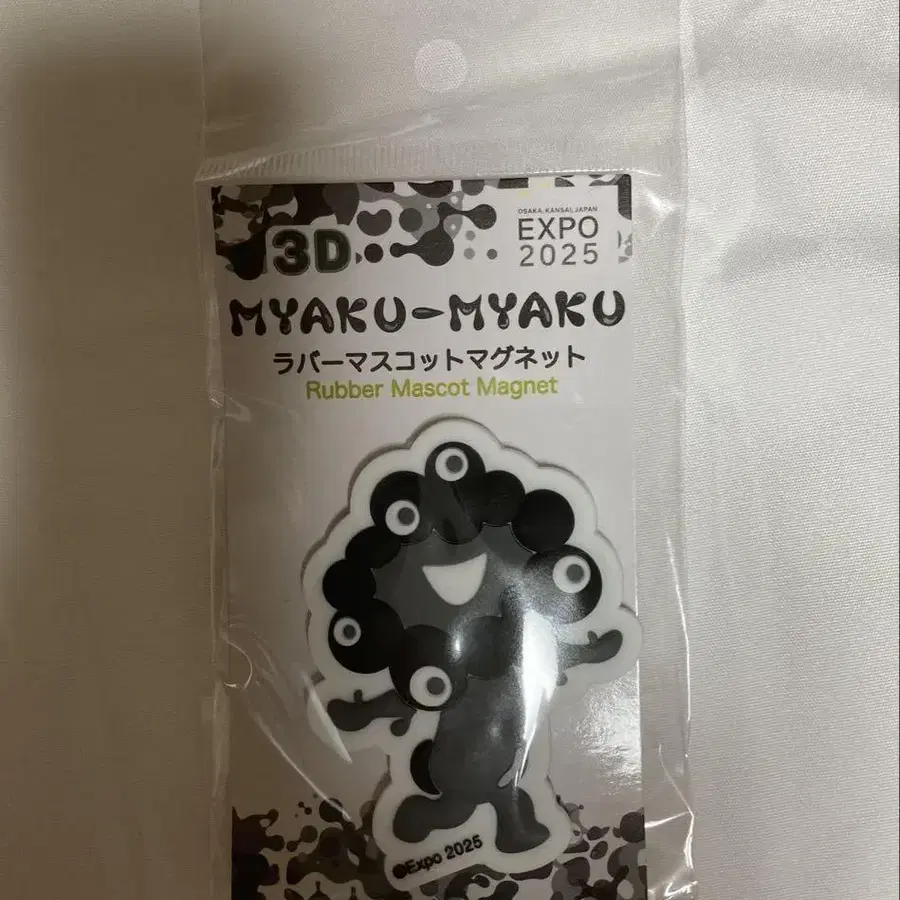 3D
OSAKA, KANSAI, JAPAN
EXPO
2025
MYAKU-MYAKU
ラバーマスコットマグネット
Rubber Mascot Magnet
©Expo 2025